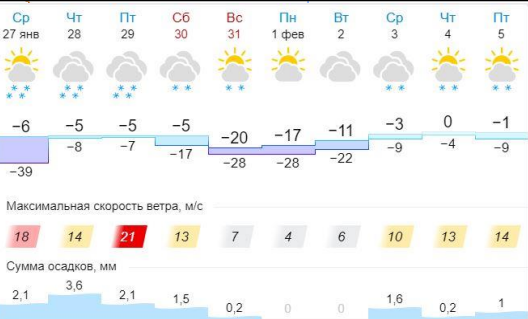 Ср Чт Пт Сб Вс Пн Вт Ср Чт Пт
27 янв 28 29 30 31 1 фев 2 3 4 5
−6 −5 −5 −5 −20 −17 −11 −3 0 −1
−39 −8 −7 −17 −28 −28 −22 −9 −4 −9
Максимальная скорость ветра, м/с
18 14 21 13 7 4 6 10 13 14
Сумма осадков, мм
2,1 3,6 2,1 1,5 0,2 0 0 1,6 0,2 1